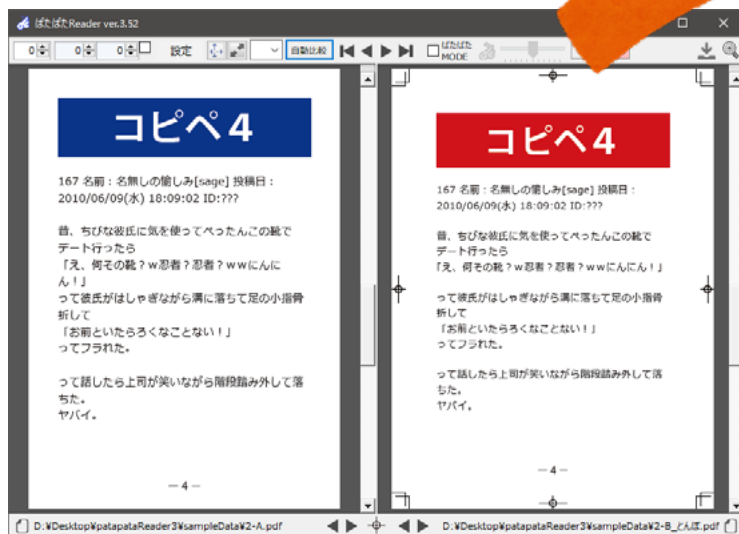 ぱたぱたReader ver.3.52
0 0 0 設定 自動比較 ぱたぱた MODE
コピペ4
167 名前：名無しの愉しみ[sage] 投稿日：
2010/06/09(水) 18:09:02 ID:???
昔、ちびな彼氏に気を使ってぺったんこの靴で
デート行ったら
「え、何その靴？w忍者？忍者？wwにんに
ん！」
って彼氏がはしゃぎながら溝に落ちて足の小指骨
折して
「お前といたらろくなことない！」
ってフラれた。
って話したら上司が笑いながら階段踏み外して落
ちた。
ヤバイ。
― 4 ―
コピペ4
167 名前：名無しの愉しみ[sage] 投稿日：
2010/06/09(水) 18:09:02 ID:???
昔、ちびな彼氏に気を使ってぺったんこの靴で
デート行ったら
「え、何その靴？w忍者？忍者？wwにんにん！」
って彼氏がはしゃぎながら溝に落ちて足の小指骨
折して
「お前といたらろくなことない！」
ってフラれた。
って話したら上司が笑いながら階段踏み外して落
ちた。
ヤバイ。
― 4 ―
D:¥Desktop¥patapataReader3¥sampleData¥2-A.pdf
D:¥Desktop¥patapataReader3¥sampleData¥2-B_とんぼ.pdf